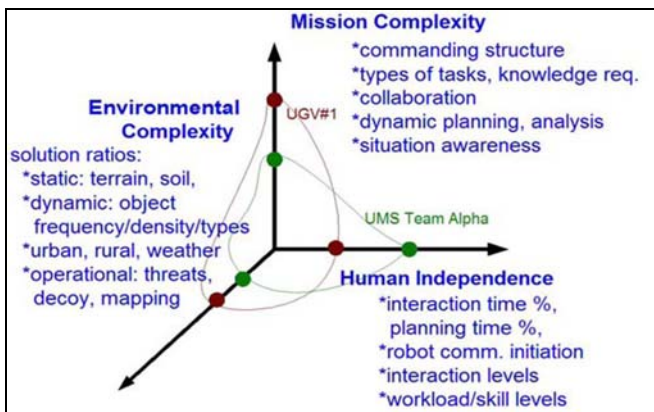 Mission Complexity
*commanding structure
*types of tasks, knowledge req.
*collaboration
*dynamic planning, analysis
*situation awareness
UGV#1
Environmental
Complexity
solution ratios:
*static: terrain, soil,
*dynamic: object
frequency/density/types
*urban, rural, weather
*operational: threats,
decoy, mapping
UMS Team Alpha
Human Independence
*interaction time %,
planning time %,
*robot comm. initiation
*interaction levels
*workload/skill levels